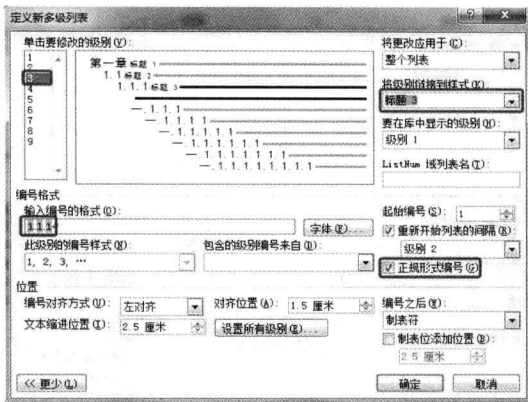 定义新多级列表
单击要修改的级别(V):
将更改应用于(C):
1
2
3
4
5
6
7
8
9
第一章 标题 1
1.1 标题 2
1.1.1 标题 3
一.1.1.1
一.1.1.1.1
一.1.1.1.1.1
一.1.1.1.1.1.1
一.1.1.1.1.1.1.1
一.1.1.1.1.1.1.1.1
整个列表
将级别链接到样式(K):
标题 3
要在库中显示的级别(H):
级别 1
ListNum 域列表名(T):
编号格式
输入编号的格式(O):
1.1.1
字体(F)...
起始编号(S): 1
重新开始列表的间隔(R):
此级别的编号样式(N):
包含的级别编号来自(D):
级别 2
1, 2, 3, …
正规形式编号(G)
位置
编号对齐方式(U): 左对齐
对齐位置(A): 1.5 厘米
编号之后(W):
制表符
文本缩进位置(I): 2.5 厘米
设置所有级别(E)...
制表位添加位置(B):
2.5 厘米
<< 更少(L)
确定
取消